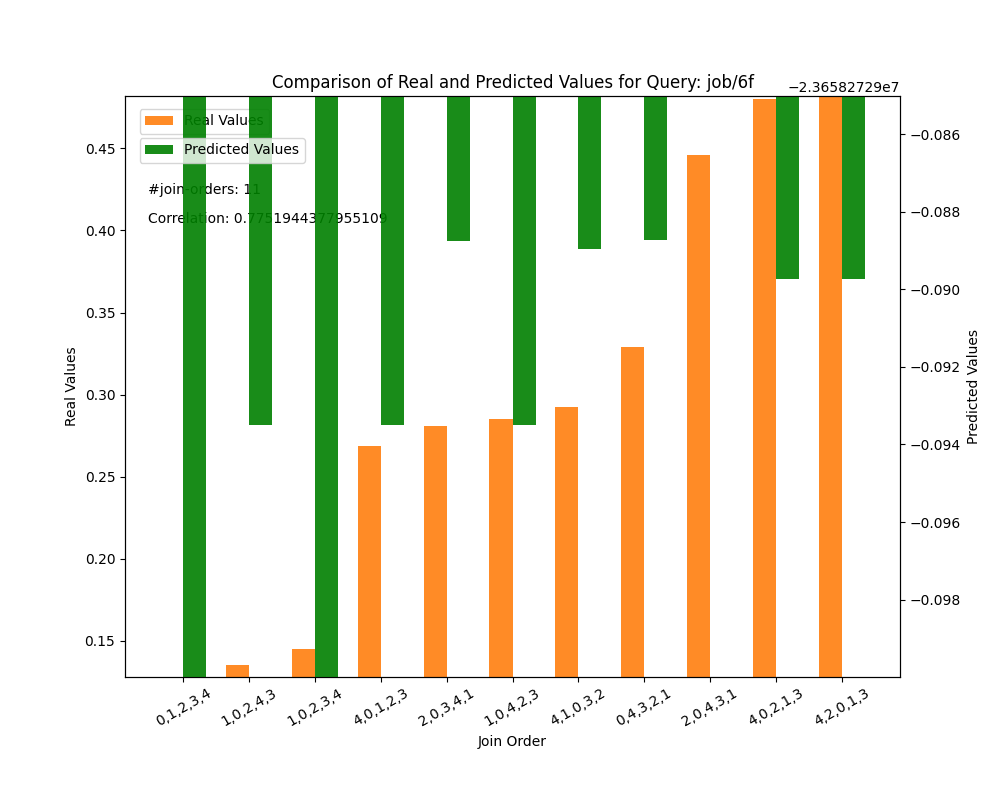 Comparison of Real and Predicted Values for Query: job/6f
−2.36582729e7
Real Values
Predicted Values
#join-orders: 11
Correlation: 0.7751944377955109
0.45
0.40
0.35
0.30
0.25
0.20
0.15
Real Values
−0.086
−0.088
−0.090
−0.092
−0.094
−0.096
−0.098
Predicted Values
0,1,2,3,4
1,0,2,4,3
1,0,2,3,4
4,0,1,2,3
2,0,3,4,1
1,0,4,2,3
4,1,0,3,2
0,4,3,2,1
2,0,4,3,1
4,0,2,1,3
4,2,0,1,3
Join Order